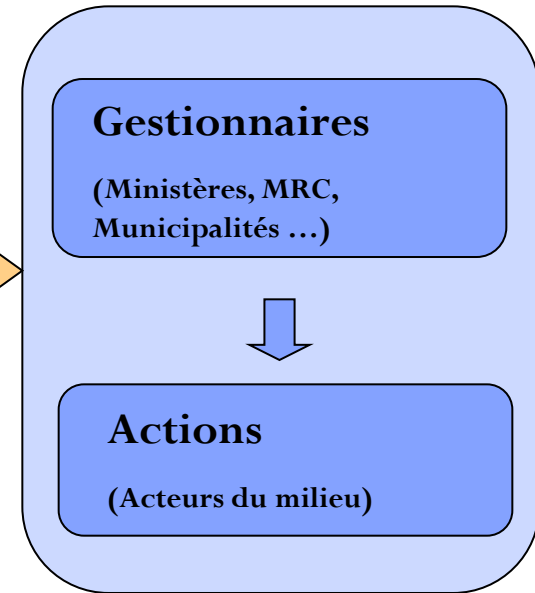 Gestionnaires
(Ministères, MRC,
Municipalités …)
Actions
(Acteurs du milieu)